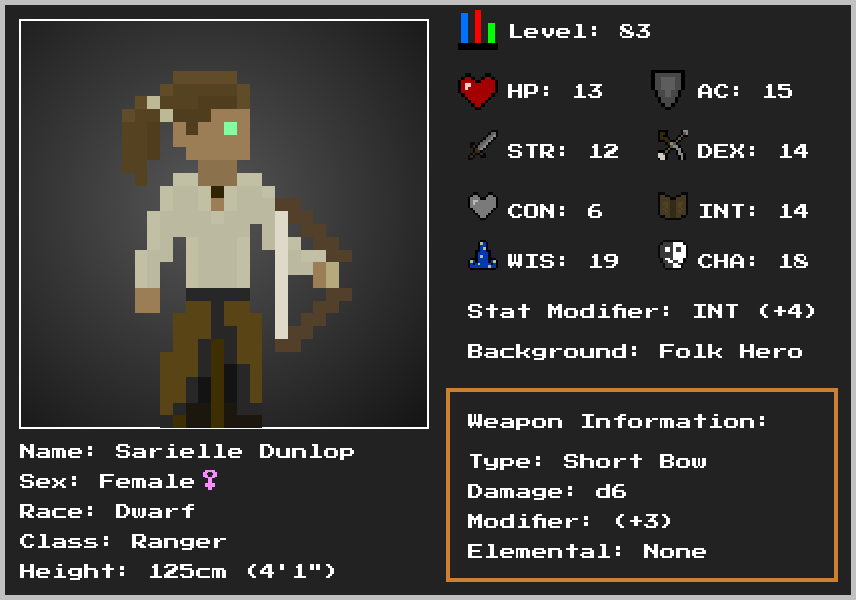 Level: 83
HP: 13
AC: 15
STR: 12
DEX: 14
CON: 6
INT: 14
WIS: 19
CHA: 18
Stat Modifier: INT (+4)
Background: Folk Hero
Weapon Information:
Type: Short Bow
Damage: d6
Modifier: (+3)
Elemental: None
Name: Sarielle Dunlop
Sex: Female♀
Race: Dwarf
Class: Ranger
Height: 125cm (4'1")